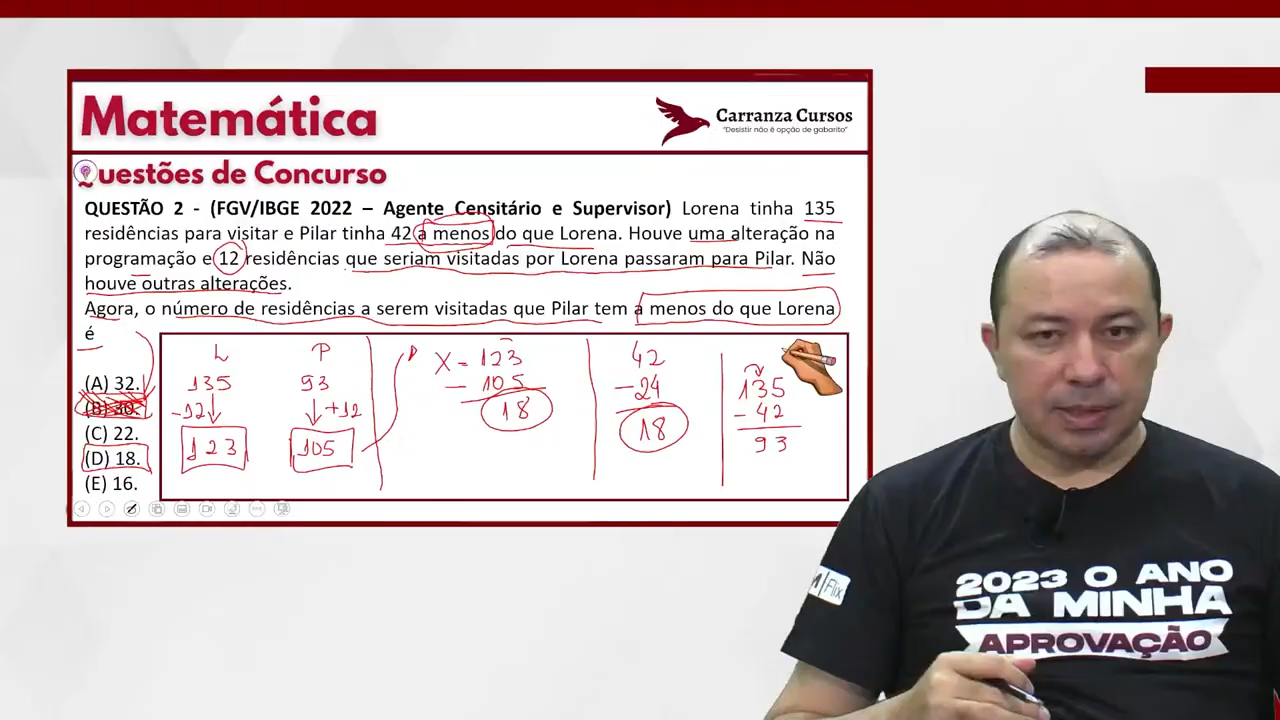 Matemática
Carranza Cursos
"Desistir não é opção de gabarito"
Questões de Concurso
QUESTÃO 2 - (FGV/IBGE 2022 – Agente Censitário e Supervisor) Lorena tinha 135
residências para visitar e Pilar tinha 42 a menos do que Lorena. Houve uma alteração na
programação e 12 residências que seriam visitadas por Lorena passaram para Pilar. Não
houve outras alterações.
Agora, o número de residências a serem visitadas que Pilar tem a menos do que Lorena
é
(A) 32.
(B) 30.
(C) 22.
(D) 18.
(E) 16.
L P
135 93
-12 +12
123 105
X = 123
- 105
18
42
- 24
18
135
- 42
93
Flix
2023 O ANO
DA MINHA
APROVAÇÃO